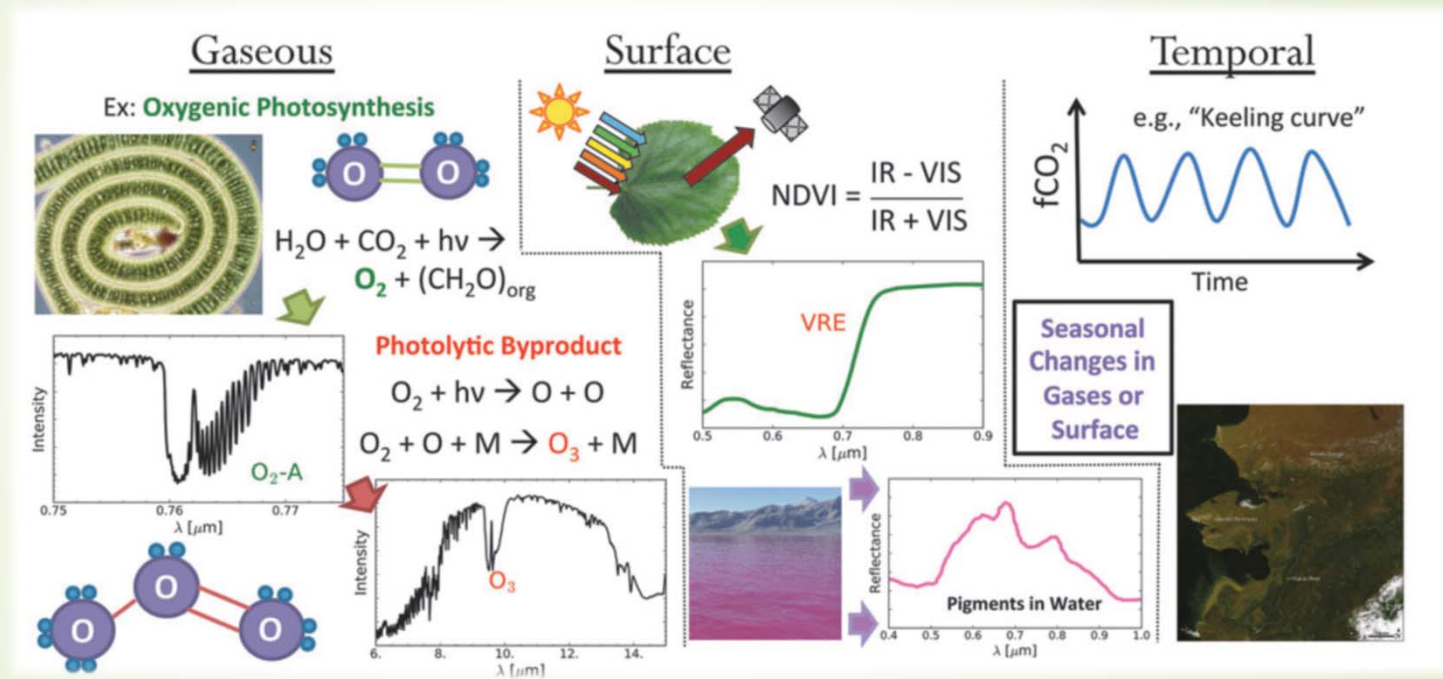 Gaseous
Ex: Oxygenic Photosynthesis
O O
H₂O + CO₂ + hν →
O₂ + (CH₂O)org
Intensity
O₂-A
0.75 0.76 0.77
λ [μm]
Photolytic Byproduct
O₂ + hν → O + O
O₂ + O + M → O₃ + M
O
O
O
Intensity
O₃
6. 8. 10. 12. 14.
λ [μm]
Surface
NDVI = IR - VIS
IR + VIS
Reflectance
VRE
0.5 0.6 0.7 0.8 0.9
λ [μm]
Reflectance
Pigments in Water
0.4 0.5 0.6 0.7 0.8 0.9 1.0
λ [μm]
Temporal
e.g., “Keeling curve”
fCO₂
Time
Seasonal
Changes in
Gases or
Surface